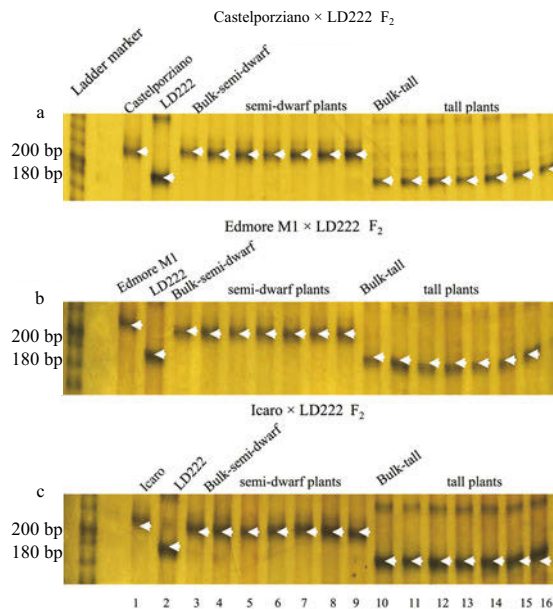 Castelporziano × LD222 F2
Ladder marker
Castelporziano
LD222
Bulk-semi-dwarf
semi-dwarf plants
Bulk-tall
tall plants
a
200 bp
180 bp
Edmore M1 × LD222 F2
Edmore M1
LD222
Bulk-semi-dwarf
semi-dwarf plants
Bulk-tall
tall plants
b
200 bp
180 bp
Icaro × LD222 F2
Icaro
LD222
Bulk-semi-dwarf
semi-dwarf plants
Bulk-tall
tall plants
c
200 bp
180 bp
1 2 3 4 5 6 7 8 9 10 11 12 13 14 15 16